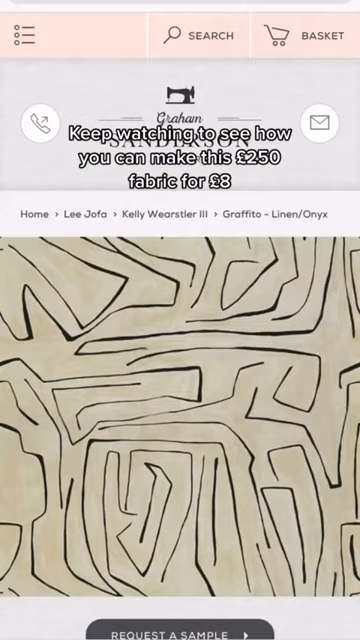 SEARCH
BASKET
Graham
SANDERSON
Keep watching to see how
you can make this £250
fabric for £8
Home › Lee Jofa › Kelly Wearstler III › Graffito - Linen/Onyx
REQUEST A SAMPLE